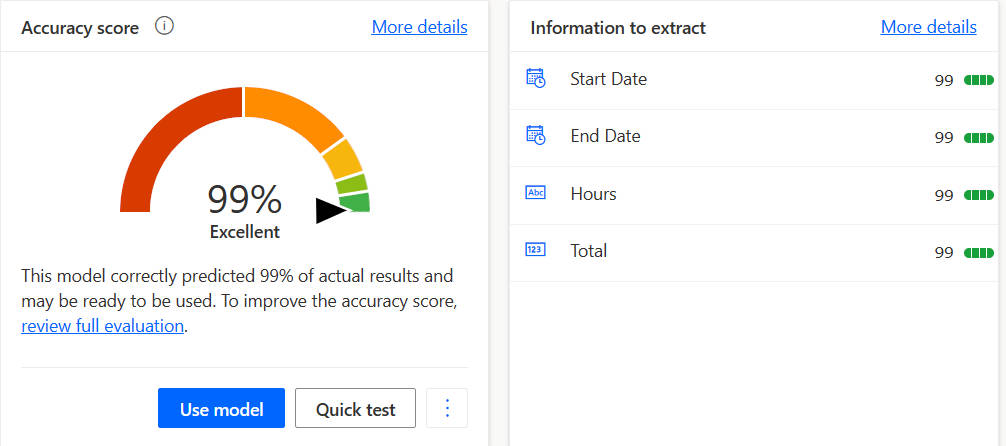 Accuracy score
More details
99%
Excellent
This model correctly predicted 99% of actual results and
may be ready to be used. To improve the accuracy score,
review full evaluation.
Use model
Quick test
Information to extract
More details
Start Date 99
End Date 99
Abc Hours 99
123 Total 99